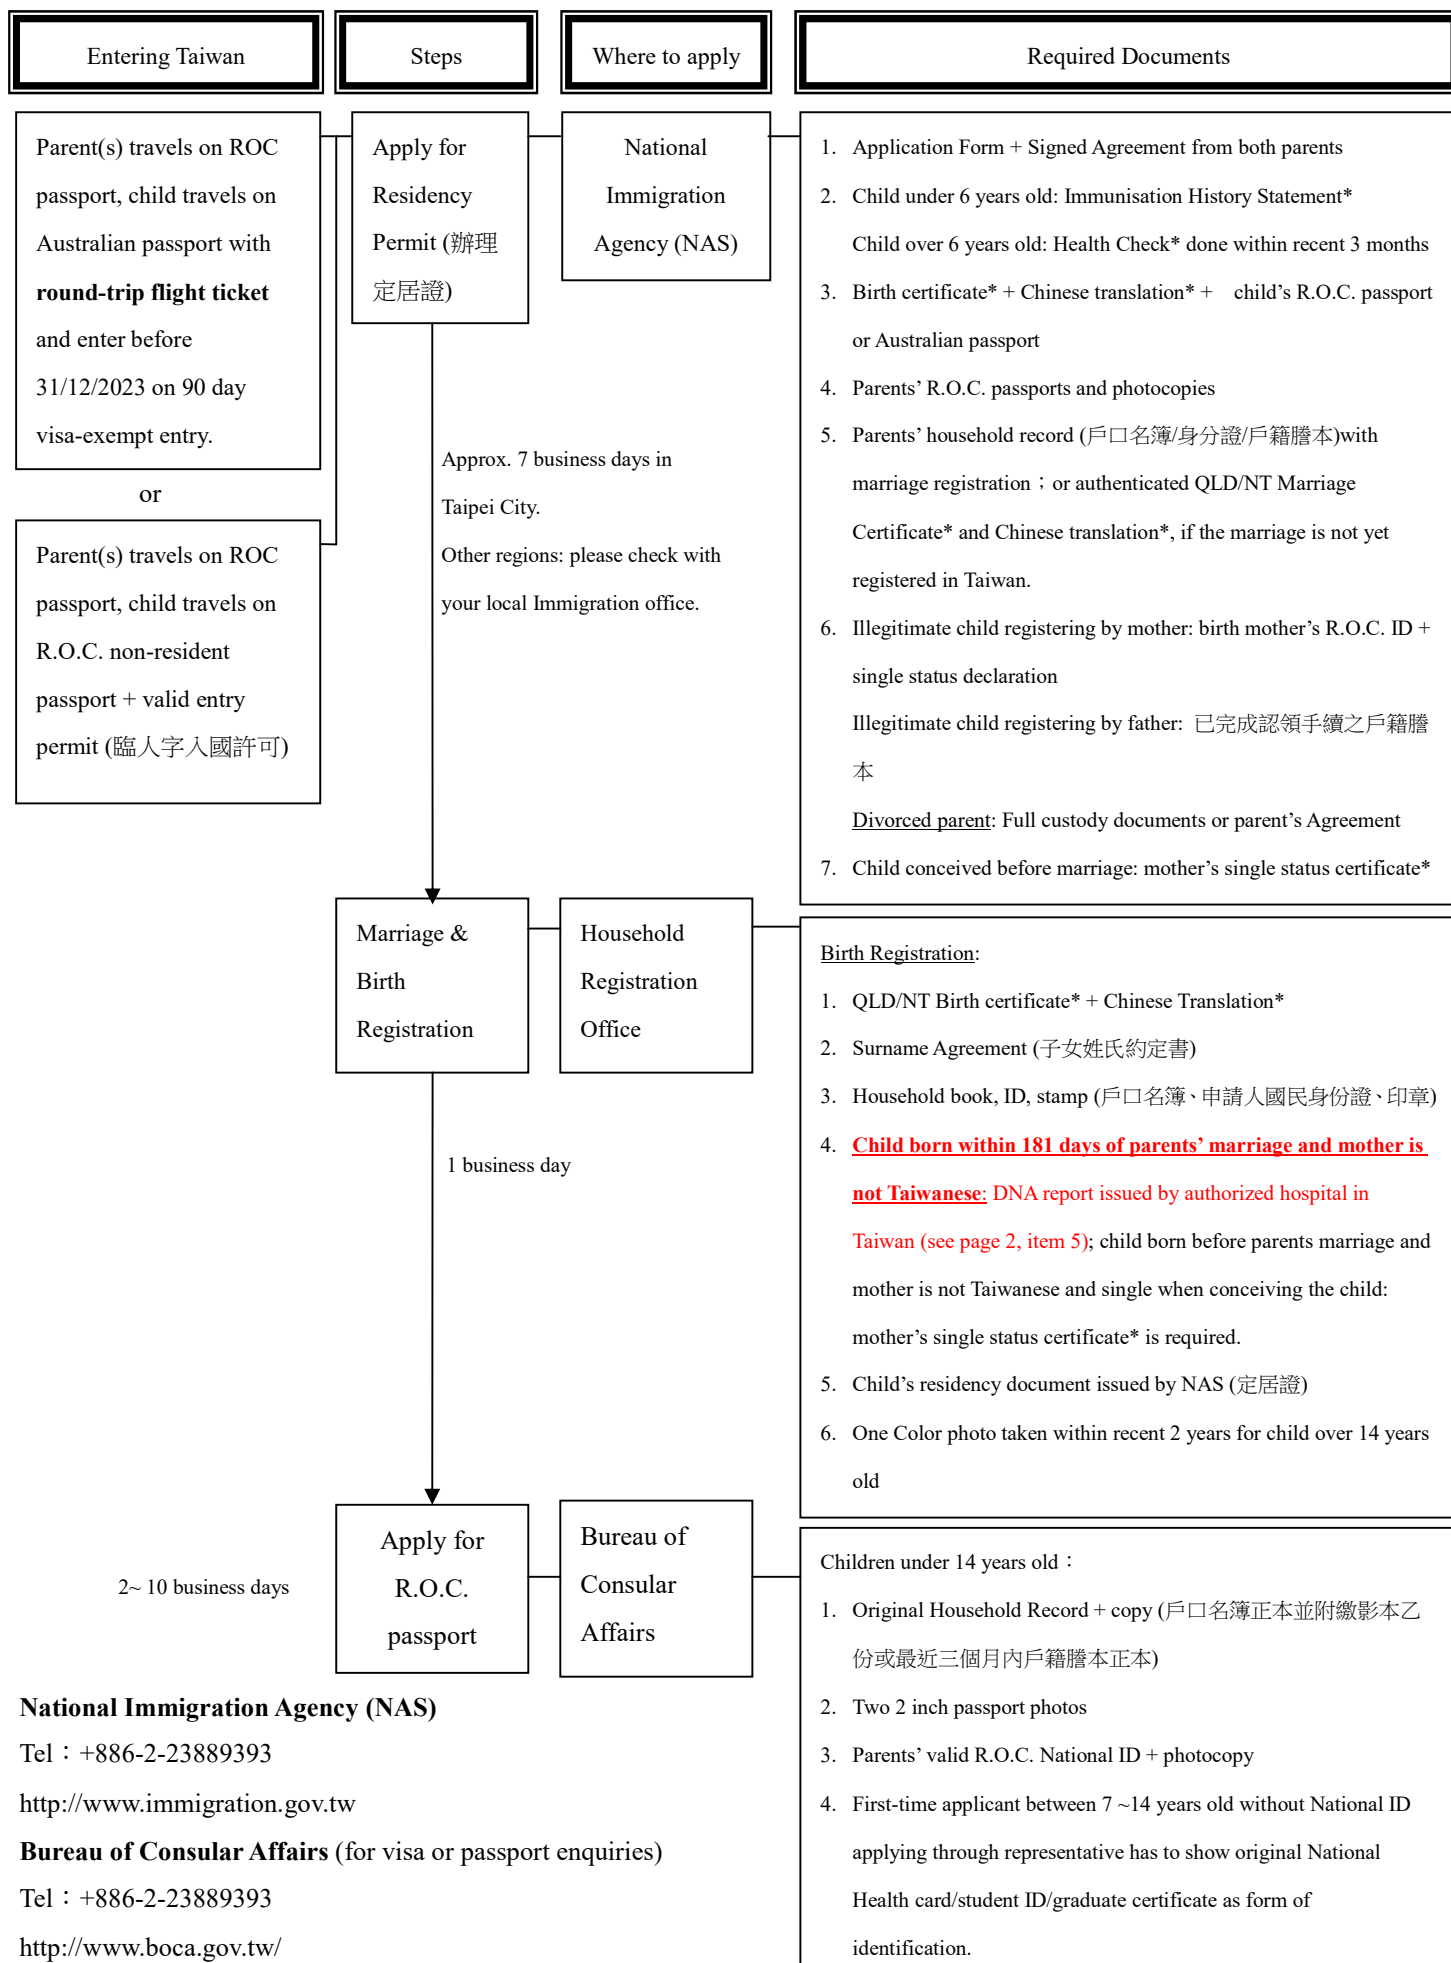 Entering Taiwan
Steps
Where to apply
Required Documents
Parent(s) travels on ROC
passport, child travels on
Australian passport with
round-trip flight ticket
and enter before
31/12/2023 on 90 day
visa-exempt entry.
or
Parent(s) travels on ROC
passport, child travels on
R.O.C. non-resident
passport + valid entry
permit (臨人字入國許可)
Apply for
Residency
Permit (辦理
定居證)
National
Immigration
Agency (NAS)
1. Application Form + Signed Agreement from both parents
2. Child under 6 years old: Immunisation History Statement*
Child over 6 years old: Health Check* done within recent 3 months
3. Birth certificate* + Chinese translation* + child’s R.O.C. passport
or Australian passport
4. Parents’ R.O.C. passports and photocopies
5. Parents’ household record (戶口名簿/身分證/戶籍謄本)with
marriage registration；or authenticated QLD/NT Marriage
Certificate* and Chinese translation*, if the marriage is not yet
registered in Taiwan.
6. Illegitimate child registering by mother: birth mother’s R.O.C. ID +
single status declaration
Illegitimate child registering by father: 已完成認領手續之戶籍謄
本
Divorced parent: Full custody documents or parent’s Agreement
7. Child conceived before marriage: mother’s single status certificate*
Approx. 7 business days in
Taipei City.
Other regions: please check with
your local Immigration office.
Marriage &
Birth
Registration
Household
Registration
Office
Birth Registration:
1. QLD/NT Birth certificate* + Chinese Translation*
2. Surname Agreement (子女姓氏約定書)
3. Household book, ID, stamp (戶口名簿、申請人國民身份證、印章)
4. Child born within 181 days of parents’ marriage and mother is
not Taiwanese: DNA report issued by authorized hospital in
Taiwan (see page 2, item 5); child born before parents marriage and
mother is not Taiwanese and single when conceiving the child:
mother’s single status certificate* is required.
5. Child’s residency document issued by NAS (定居證)
6. One Color photo taken within recent 2 years for child over 14 years
old
1 business day
2~ 10 business days
Apply for
R.O.C.
passport
Bureau of
Consular
Affairs
Children under 14 years old：
1. Original Household Record + copy (戶口名簿正本並附繳影本乙
份或最近三個月內戶籍謄本正本)
2. Two 2 inch passport photos
3. Parents’ valid R.O.C. National ID + photocopy
4. First-time applicant between 7 ~14 years old without National ID
applying through representative has to show original National
Health card/student ID/graduate certificate as form of
identification.
National Immigration Agency (NAS)
Tel：+886-2-23889393
http://www.immigration.gov.tw
Bureau of Consular Affairs (for visa or passport enquiries)
Tel：+886-2-23889393
http://www.boca.gov.tw/